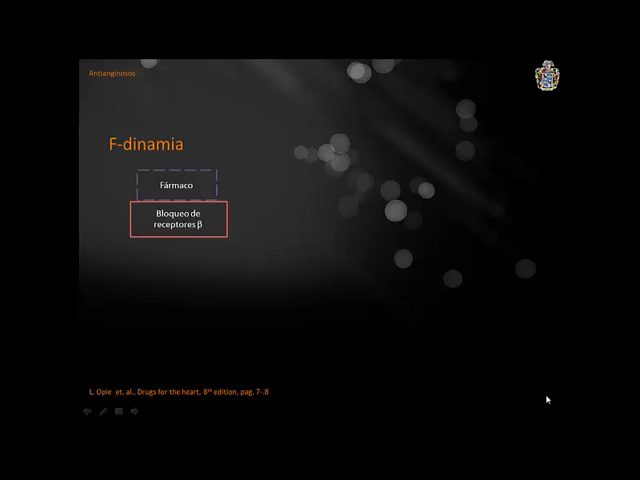 Antianginosos
F-dinamia
Fármaco
Bloqueo de
receptores β
L. Opie et. al., Drugs for the heart, 8th edition, pag. 7-.8